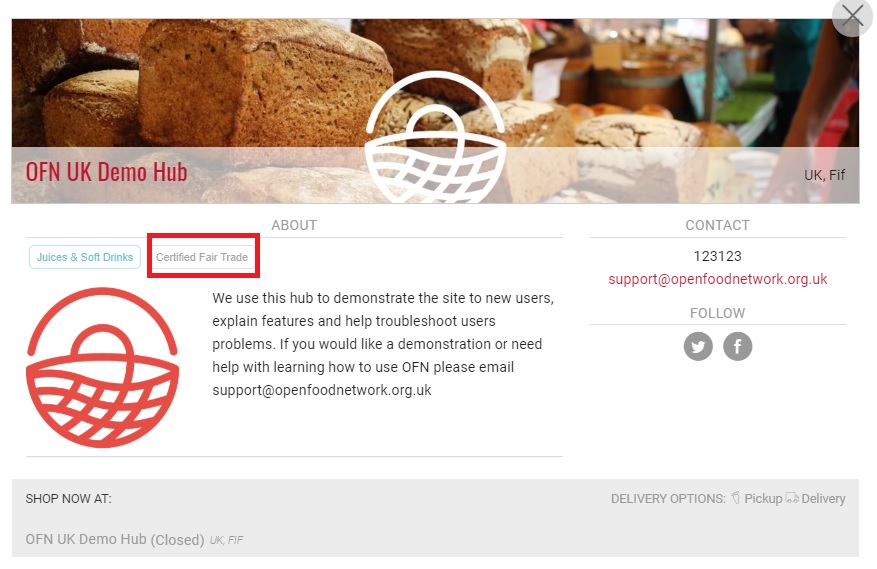 OFN UK Demo Hub
UK, Fif
ABOUT
Juices & Soft Drinks Certified Fair Trade
We use this hub to demonstrate the site to new users,
explain features and help troubleshoot users
problems. If you would like a demonstration or need
help with learning how to use OFN please email
support@openfoodnetwork.org.uk
CONTACT
123123
support@openfoodnetwork.org.uk
FOLLOW
SHOP NOW AT:
DELIVERY OPTIONS: Pickup Delivery
OFN UK Demo Hub (Closed) UK, FIF